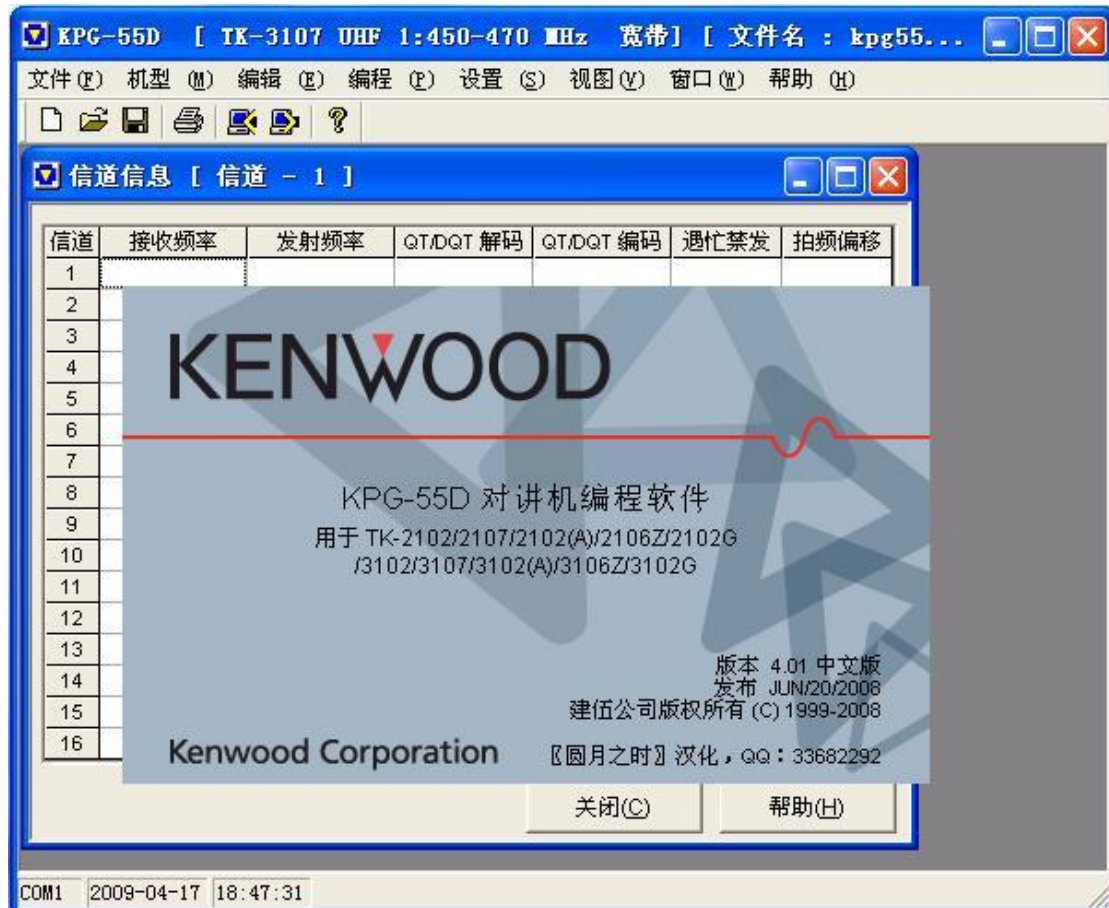 KPG-55D [ TK-3107 UHF 1:450-470 MHz 宽带] [ 文件名 : kpg55...
文件(F) 机型 (M) 编辑 (E) 编程 (P) 设置 (S) 视图(V) 窗口(W) 帮助 (H)
信道信息 [ 信道 - 1 ]
信道 接收频率 发射频率 QT/DQT 解码 QT/DQT 编码 遇忙禁发 拍频偏移
1
2
3
4
5
6
7
8
9
10
11
12
13
14
15
16
KENWOOD
KPG-55D 对讲机编程软件
用于 TK-2102/2107/2102(A)/2106Z/2102G
/3102/3107/3102(A)/3106Z/3102G
版本 4.01 中文版
发布 JUN/20/2008
建伍公司版权所有 (C) 1999-2008
Kenwood Corporation
〖圆月之时〗汉化，QQ：33682292
关闭(C) 帮助(H)
COM1 2009-04-17 18:47:31